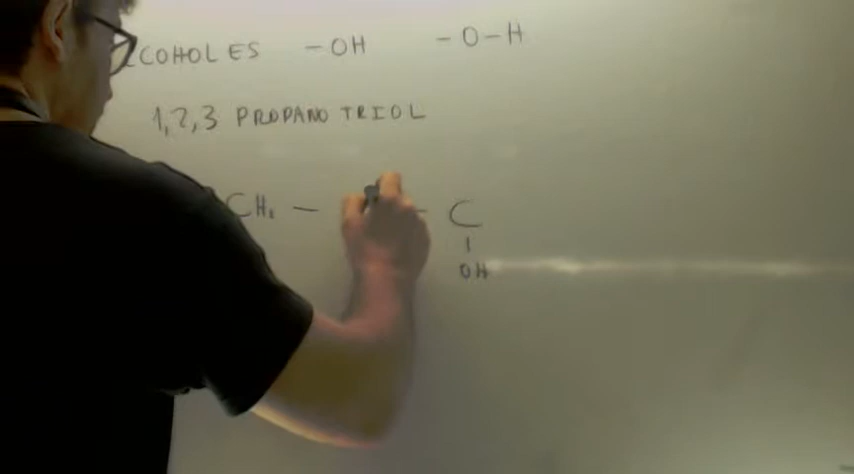 COHOLES -OH -O-H
1,2,3 PROPANO TRIOL
CH₂ - - C
OH